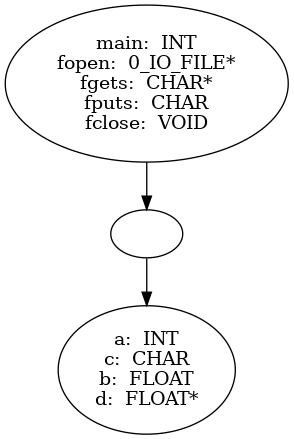 main: INT
fopen: 0_IO_FILE*
fgets: CHAR*
fputs: CHAR
fclose: VOID
a: INT
c: CHAR
b: FLOAT
d: FLOAT*